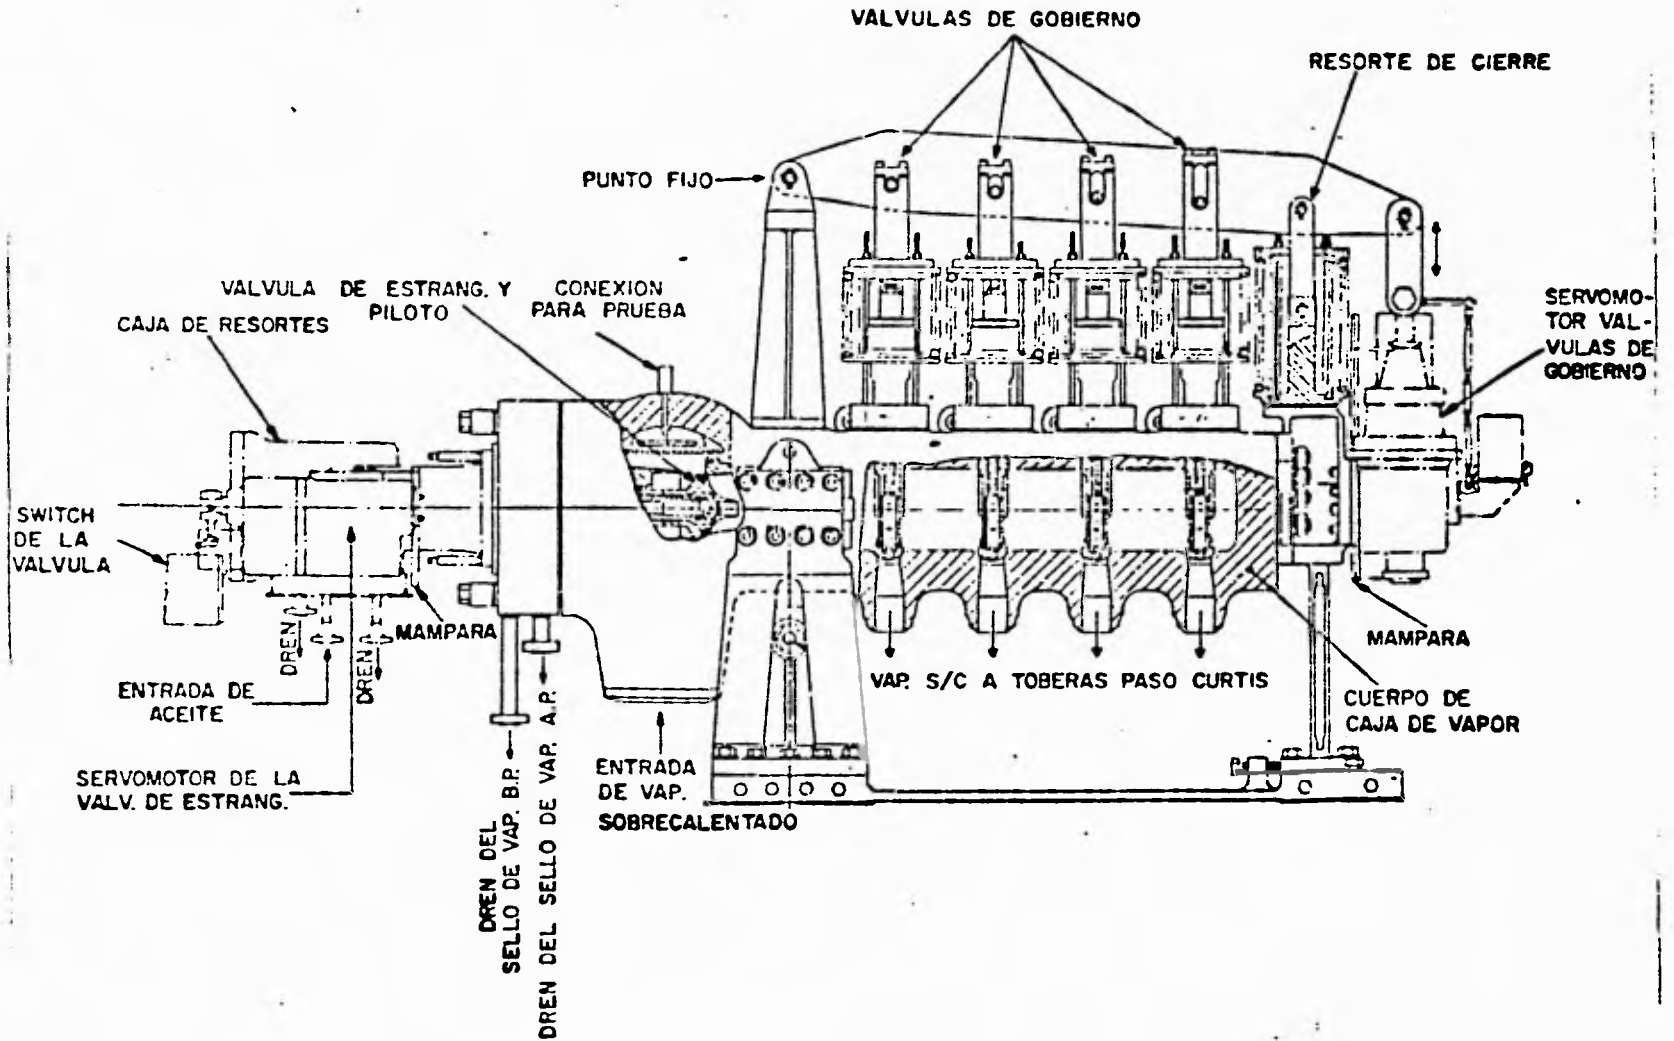 VALVULAS DE GOBIERNO
RESORTE DE CIERRE
PUNTO FIJO
VALVULA DE ESTRANG. Y
PILOTO
CONEXION
PARA PRUEBA
CAJA DE RESORTES
SERVOMO-
TOR VAL-
VULAS DE
GOBIERNO
SWITCH
DE LA
VALVULA
MAMPARA
DREN
DREN
MAMPARA
ENTRADA DE
ACEITE
VAP. S/C A TOBERAS PASO CURTIS
CUERPO DE
CAJA DE VAPOR
SERVOMOTOR DE LA
VALV. DE ESTRANG.
ENTRADA
DE VAP.
SOBRECALENTADO
DREN DEL
SELLO DE VAP. B.P.
DREN DEL SELLO DE VAP. A.P.